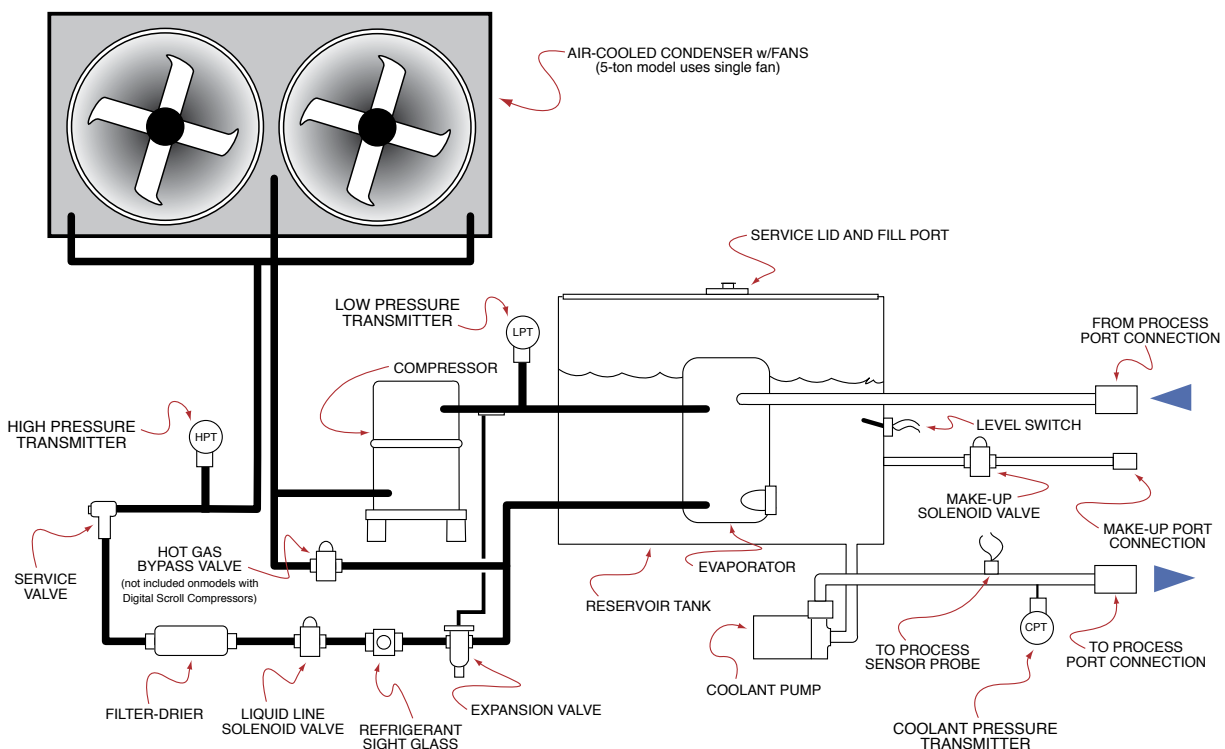 AIR-COOLED CONDENSER w/FANS
(5-ton model uses single fan)
SERVICE LID AND FILL PORT
LOW PRESSURE
TRANSMITTER
LPT
FROM PROCESS
PORT CONNECTION
COMPRESSOR
HIGH PRESSURE
TRANSMITTER
HPT
LEVEL SWITCH
MAKE-UP
SOLENOID VALVE
MAKE-UP PORT
CONNECTION
HOT GAS
BYPASS VALVE
(not included onmodels with
Digital Scroll Compressors)
SERVICE
VALVE
EVAPORATOR
RESERVOIR TANK
CPT
TO PROCESS
SENSOR PROBE
TO PROCESS
PORT CONNECTION
COOLANT PUMP
FILTER-DRIER
LIQUID LINE
SOLENOID VALVE
REFRIGERANT
SIGHT GLASS
EXPANSION VALVE
COOLANT PRESSURE
TRANSMITTER